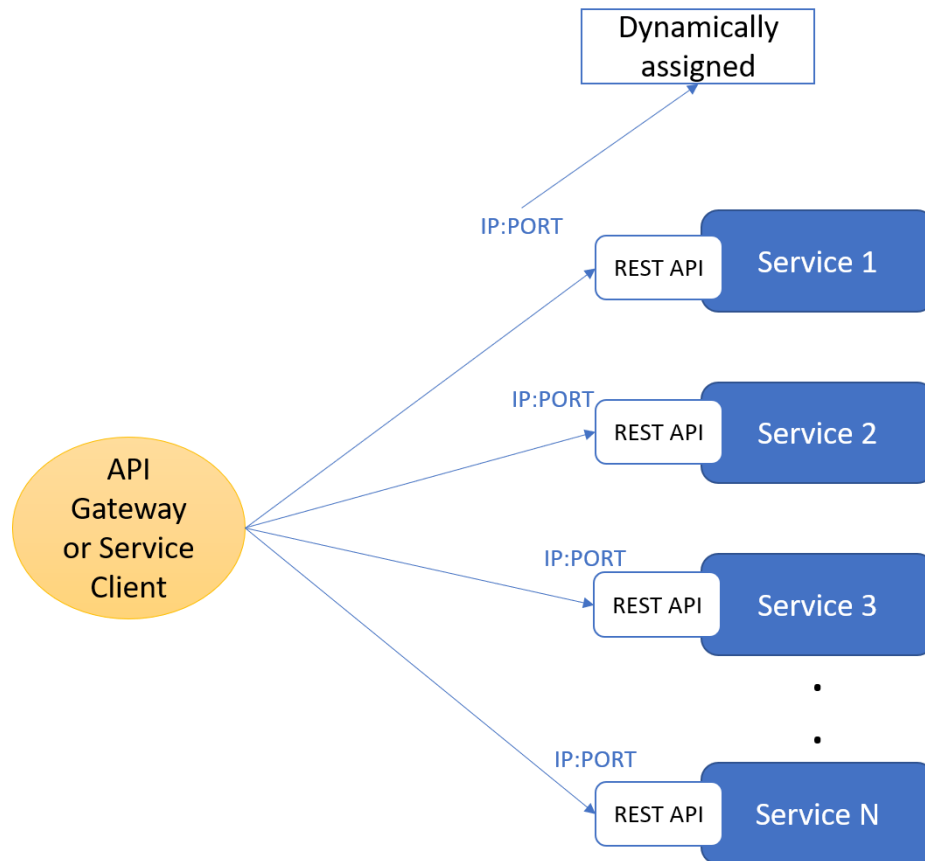 Dynamically
assigned
IP:PORT
REST API
Service 1
IP:PORT
REST API
Service 2
API
Gateway
or Service
Client
IP:PORT
REST API
Service 3
.
.
IP:PORT
REST API
Service N